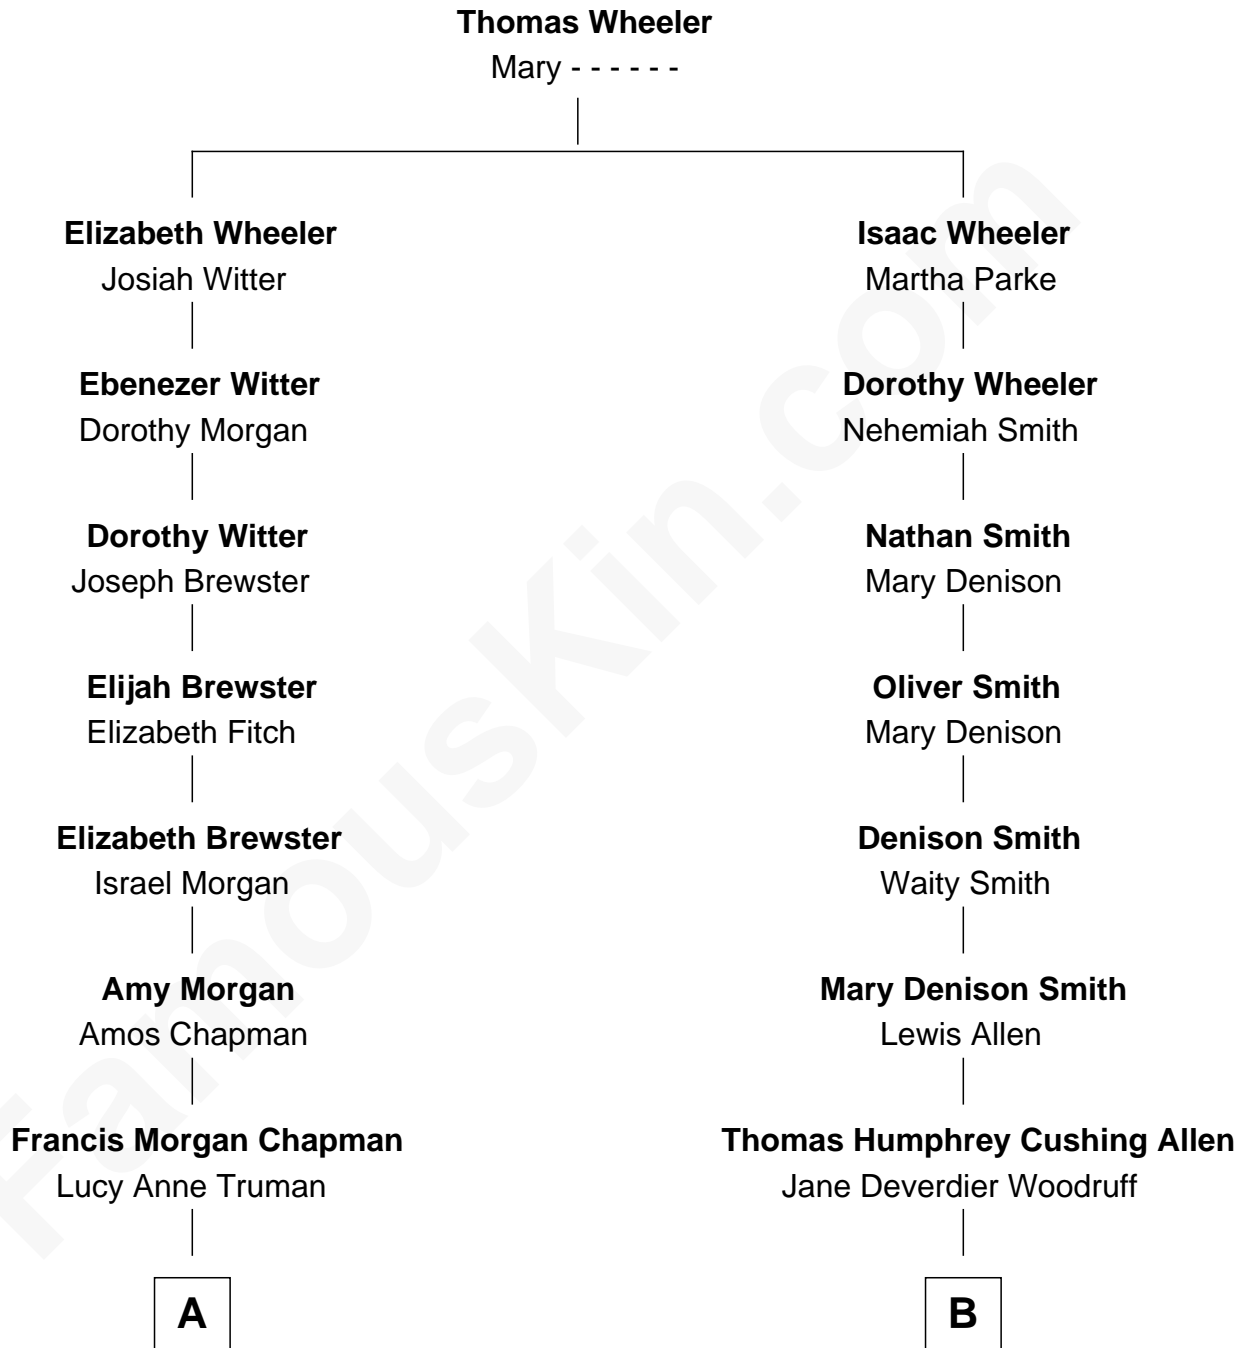 Thomas Wheeler
Mary - - - - - -
Elizabeth Wheeler
Josiah Witter
Isaac Wheeler
Martha Parke
Ebenezer Witter
Dorothy Morgan
Dorothy Wheeler
Nehemiah Smith
Dorothy Witter
Joseph Brewster
Nathan Smith
Mary Denison
Elijah Brewster
Elizabeth Fitch
Oliver Smith
Mary Denison
Elizabeth Brewster
Israel Morgan
Denison Smith
Waity Smith
Amy Morgan
Amos Chapman
Mary Denison Smith
Lewis Allen
Francis Morgan Chapman
Lucy Anne Truman
Thomas Humphrey Cushing Allen
Jane Deverdier Woodruff
A
B
FamousKin.com